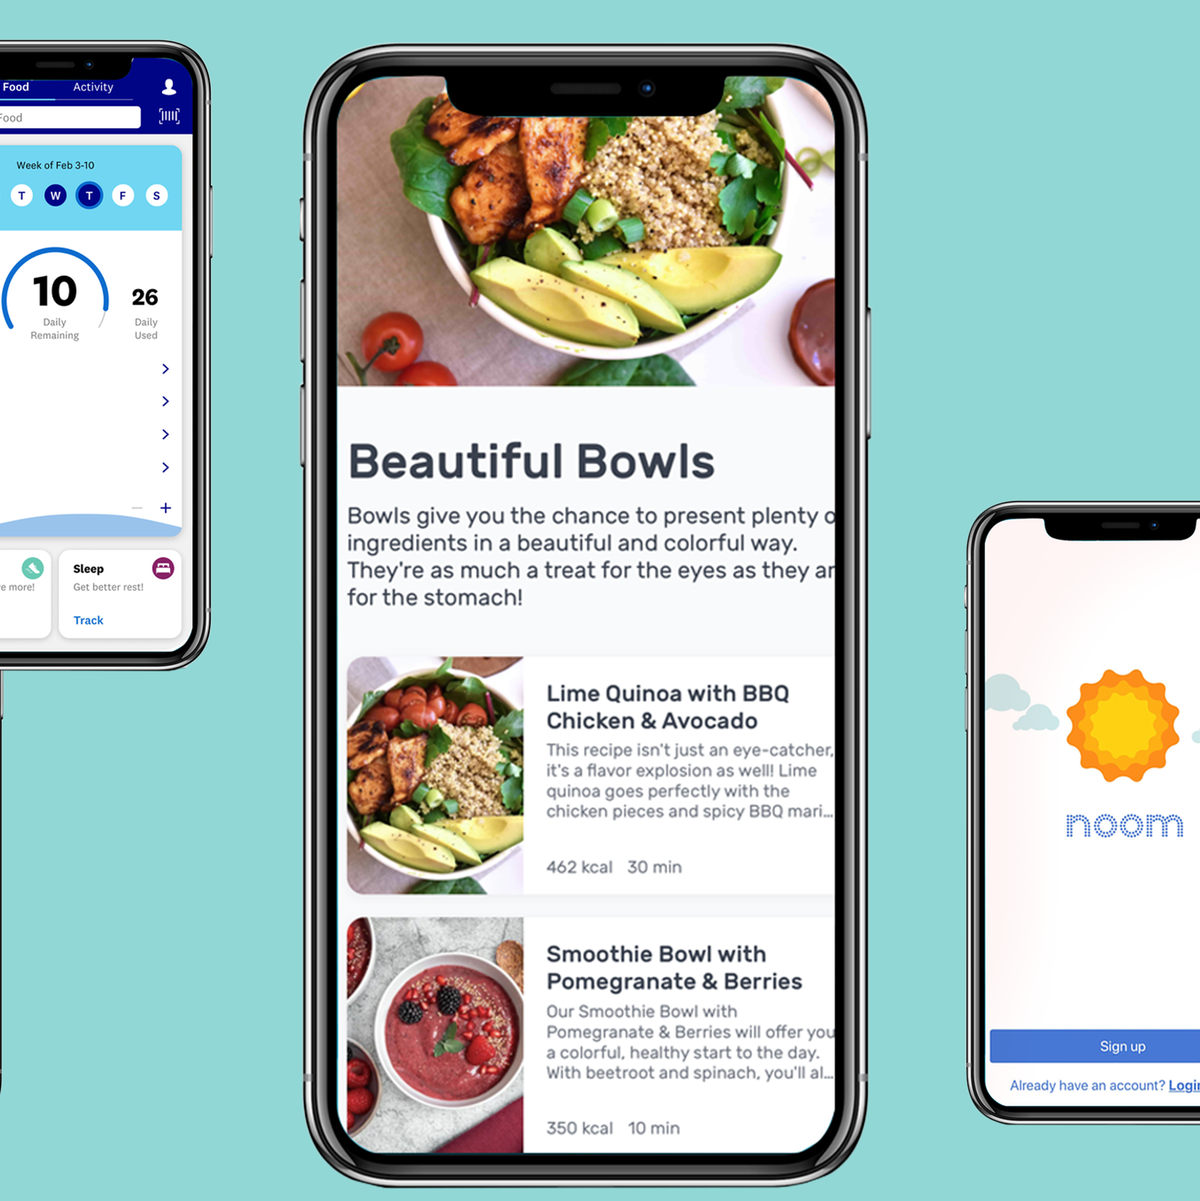 Food
Activity
Food
Week of Feb 3-10
T
W
T
F
S
10
Daily
Remaining
26
Daily
Used
more!
Sleep
Get better rest!
Track
Beautiful Bowls
Bowls give you the chance to present plenty
ingredients in a beautiful and colorful way.
They're as much a treat for the eyes as they
for the stomach!
Lime Quinoa with BBQ
Chicken & Avocado
This recipe isn't just an eye-catcher,
it's a flavor explosion as well! Lime
quinoa goes perfectly with the
chicken pieces and spicy BBQ mari...
462 kcal 30 min
Smoothie Bowl with
Pomegranate & Berries
Our Smoothie Bowl with
Pomegranate & Berries will offer you
a colorful, healthy start to the day.
With beetroot and spinach, you'll al...
350 kcal 10 min
noom
Sign up
Already have an account? Login